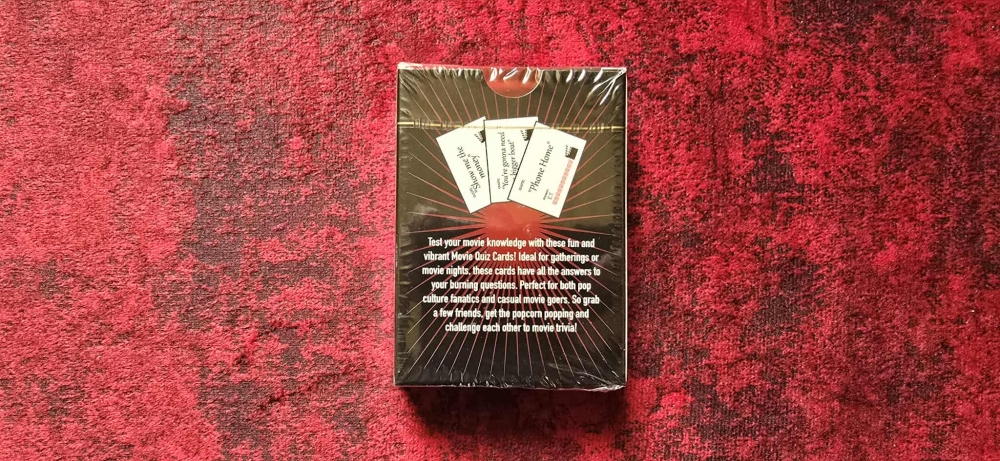 "Show me the
money"
"You're gonna need
bigger boat"
"Phone Home"
E.T.
Test your movie knowledge with these fun and
vibrant Movie Quiz Cards! Ideal for gatherings or
movie nights, these cards have all the answers to
your burning questions. Perfect for both pop
culture fanatics and casual movie goers. So grab
a few friends, get the popcorn popping and
challenge each other to movie trivia!